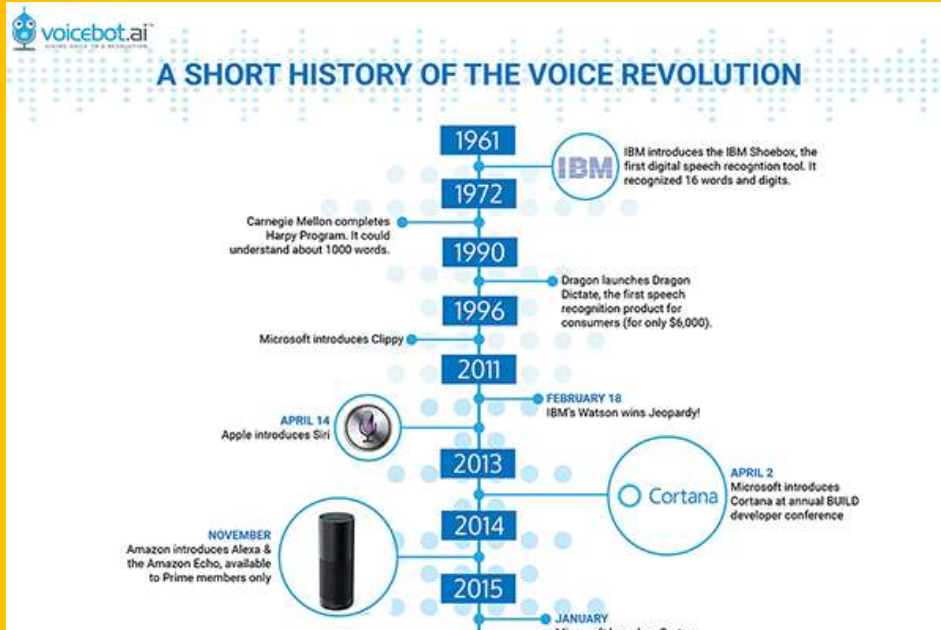 voicebot.ai
GIVING VOICE TO A REVOLUTION
A SHORT HISTORY OF THE VOICE REVOLUTION
1961
IBM
IBM introduces the IBM Shoebox, the
first digital speech recogntion tool. It
recognized 16 words and digits.
1972
Carnegie Mellon completes
Harpy Program. It could
understand about 1000 words.
1990
Dragon launches Dragon
Dictate, the first speech
recognition product for
consumers (for only $6,000).
1996
Microsoft introduces Clippy
2011
FEBRUARY 18
IBM's Watson wins Jeopardy!
APRIL 14
Apple introduces Siri
2013
Cortana
APRIL 2
Microsoft introduces
Cortana at annual BUILD
developer conference
2014
NOVEMBER
Amazon introduces Alexa &
the Amazon Echo, available
to Prime members only
2015
JANUARY